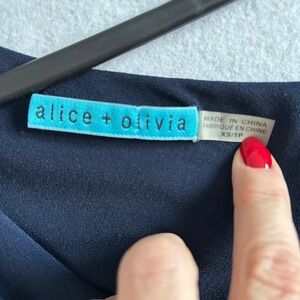 alice + olivia
MADE IN CHINA
FABRIQUÉ EN CHINE
XS/TP